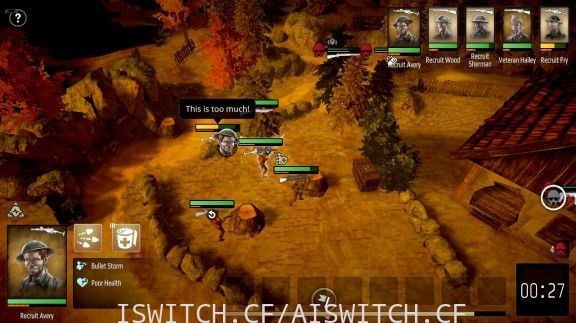 ?
Recruit Avery
Recruit Wood
Recruit
Sherman
Veteran Hailey
Recruit Fry
This is too much!
4
Bullet Storm
Poor Health
Recruit Avery
00:27
ISWITCH.CF/AISWITCH.CF